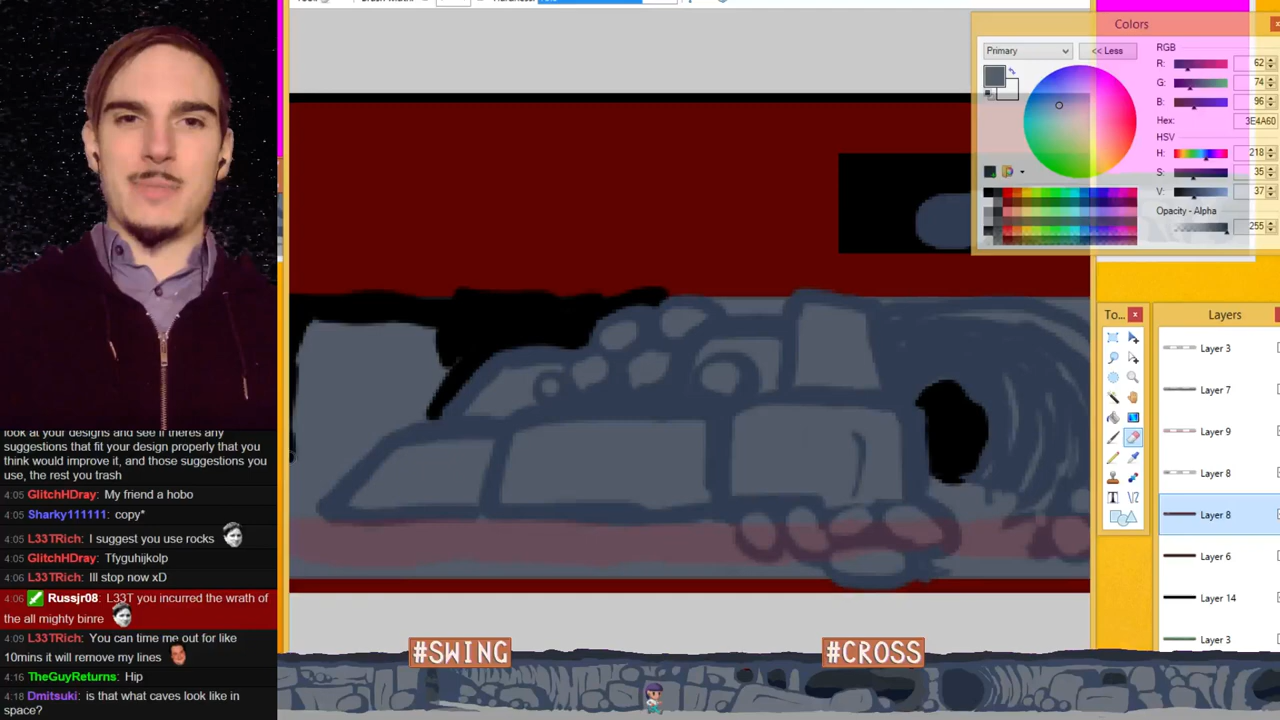 Colors
Primary
<< Less
RGB
R: 62
G: 74
B: 96
Hex: 3E4A60
HSV
H: 218
S: 35
V: 37
Opacity - Alpha
255
To...
Layers
Layer 3
Layer 7
Layer 9
Layer 8
Layer 8
Layer 6
Layer 14
Layer 3
look at your designs and see if theres any
suggestions that fit your design properly that you
think would improve it, and those suggestions you
use, the rest you trash
4:05 GlitchHDray: My friend a hobo
4:05 Sharky111111: copy*
4:05 L33TRich: I suggest you use rocks
4:05 GlitchHDray: Tfyguhijkolp
4:06 L33TRich: Ill stop now xD
4:06 Russjr08: L33T you incurred the wrath of
the all mighty binre
4:09 L33TRich: You can time me out for like
10mins it will remove my lines
4:16 TheGuyReturns: Hip
4:18 Dmitsuki: is that what caves look like in
space?
#SWING
#CROSS